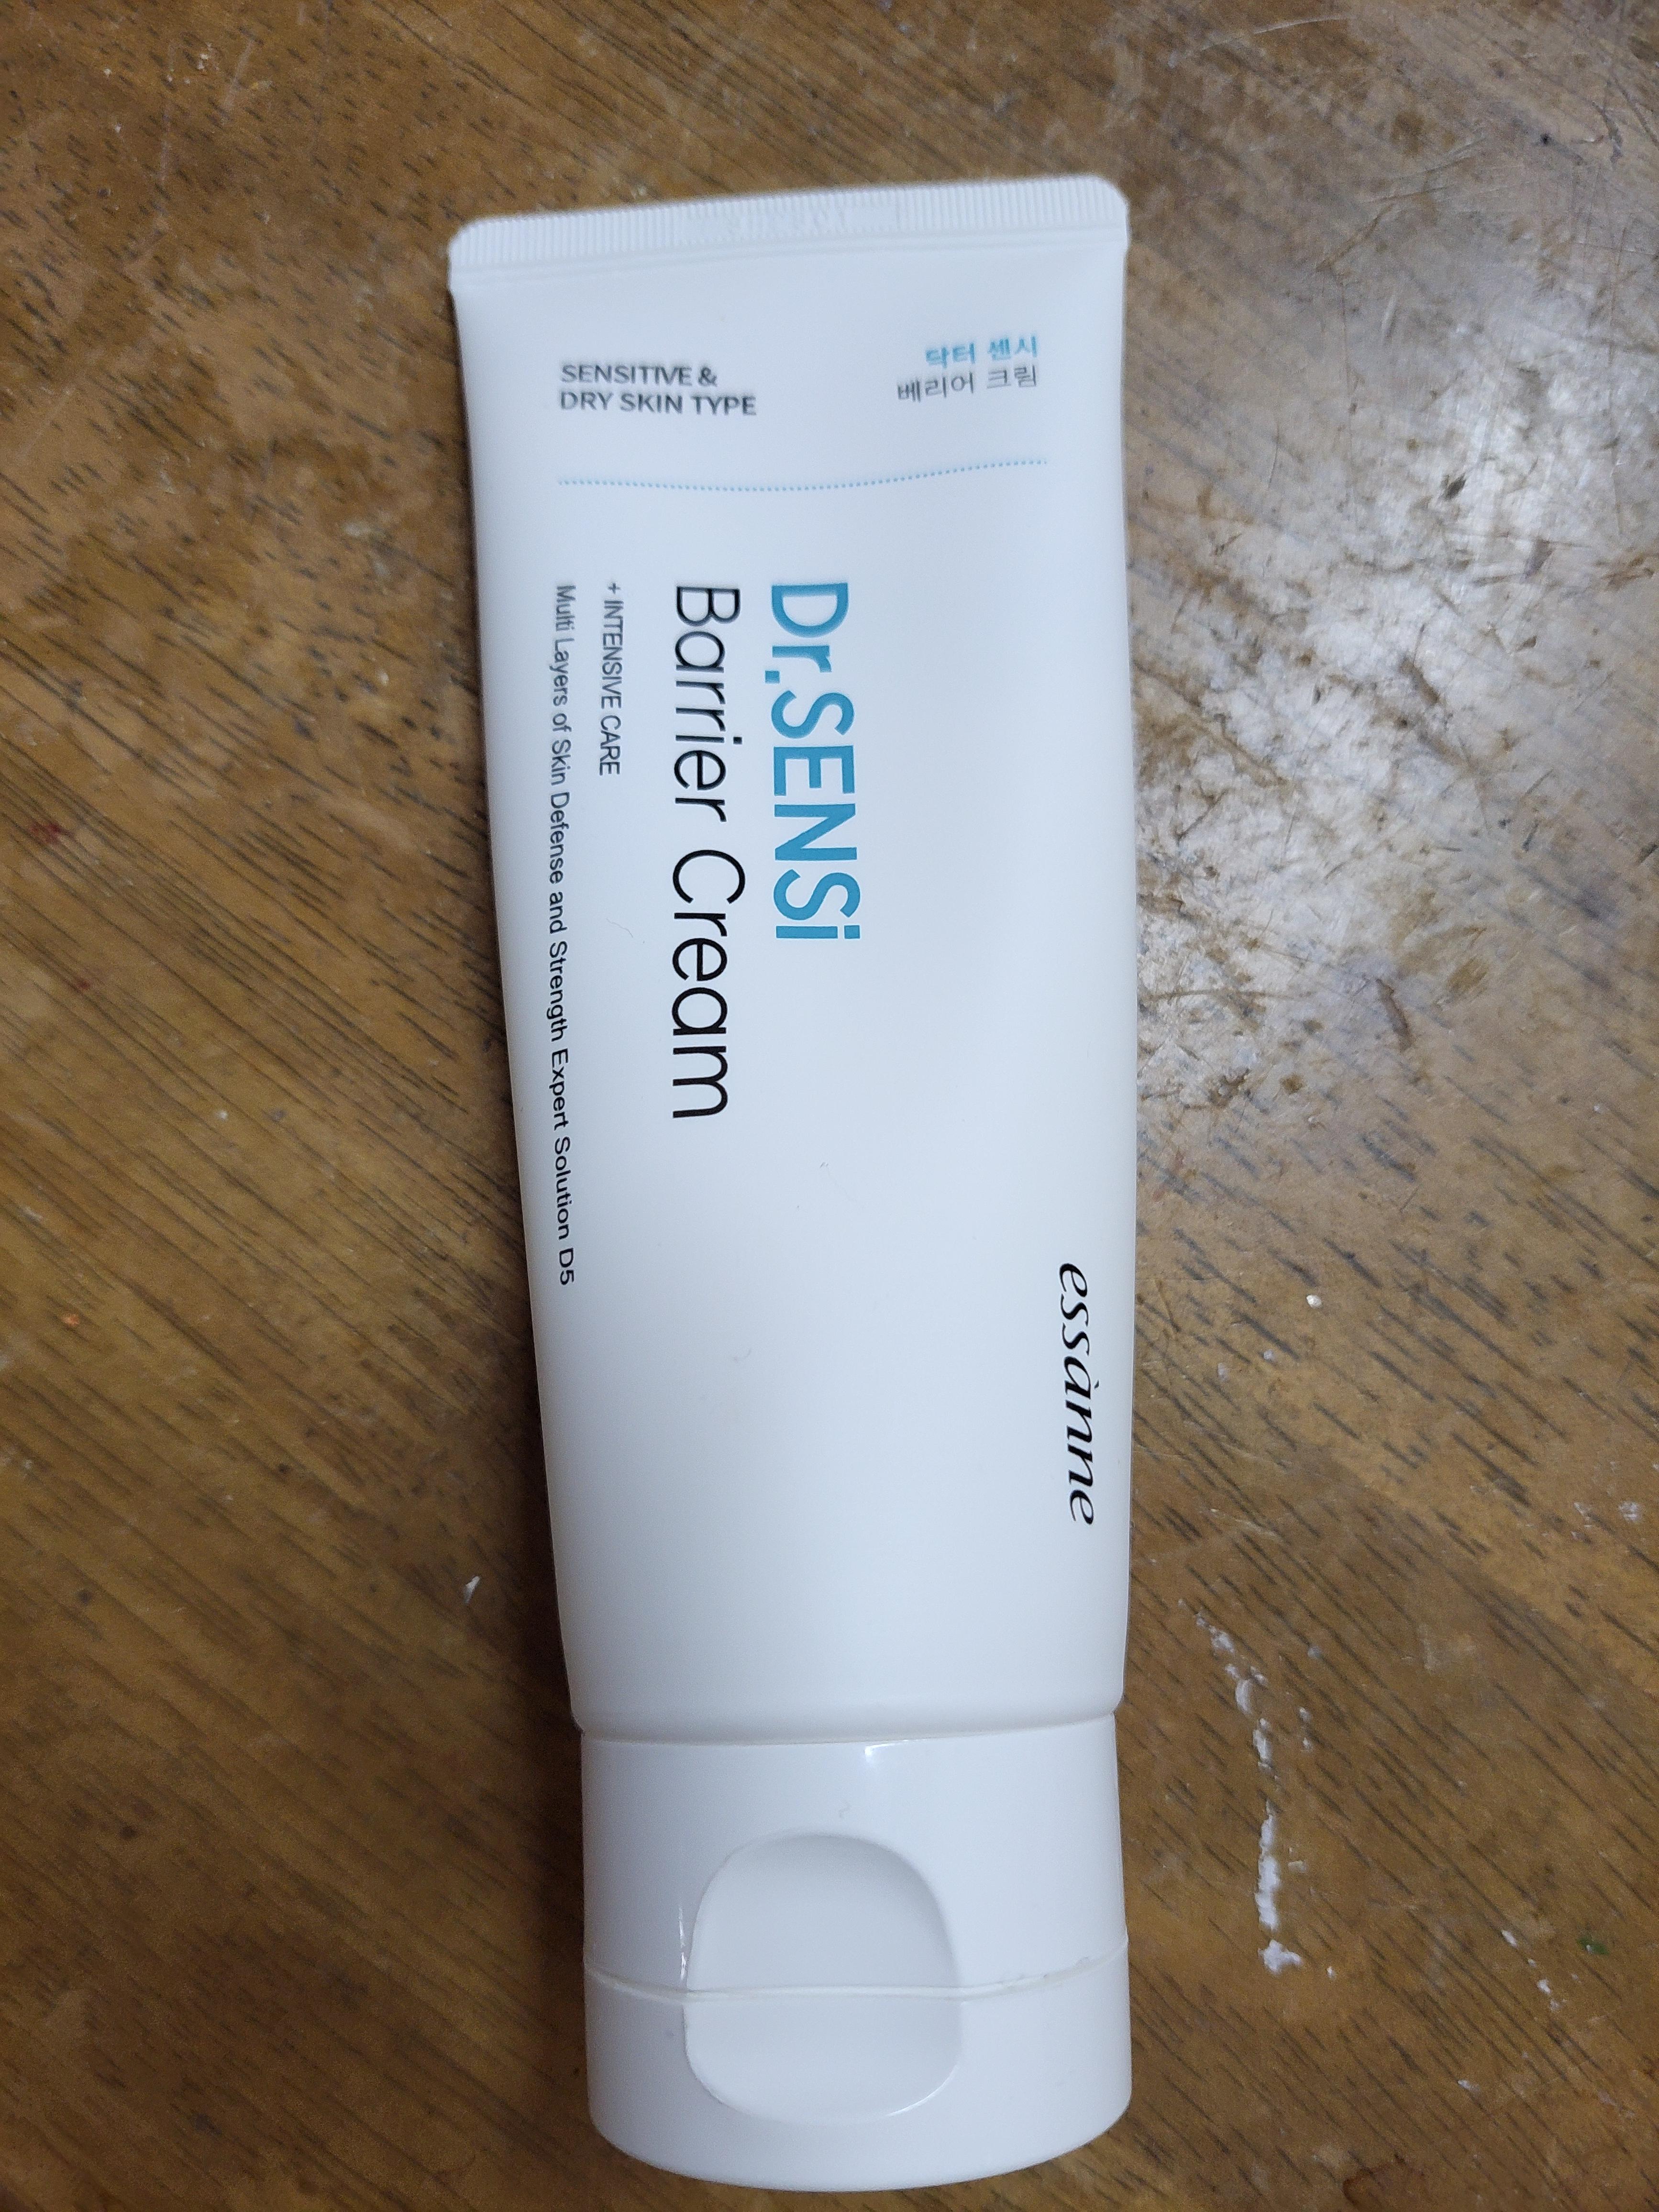 SENSITIVE &
DRY SKIN TYPE
닥터 센시
베리어 크림
Dr.SENSi
Barrier Cream
+ INTENSIVE CARE
Multi Layers of Skin Defense and Strength Expert Solution D5
essànne